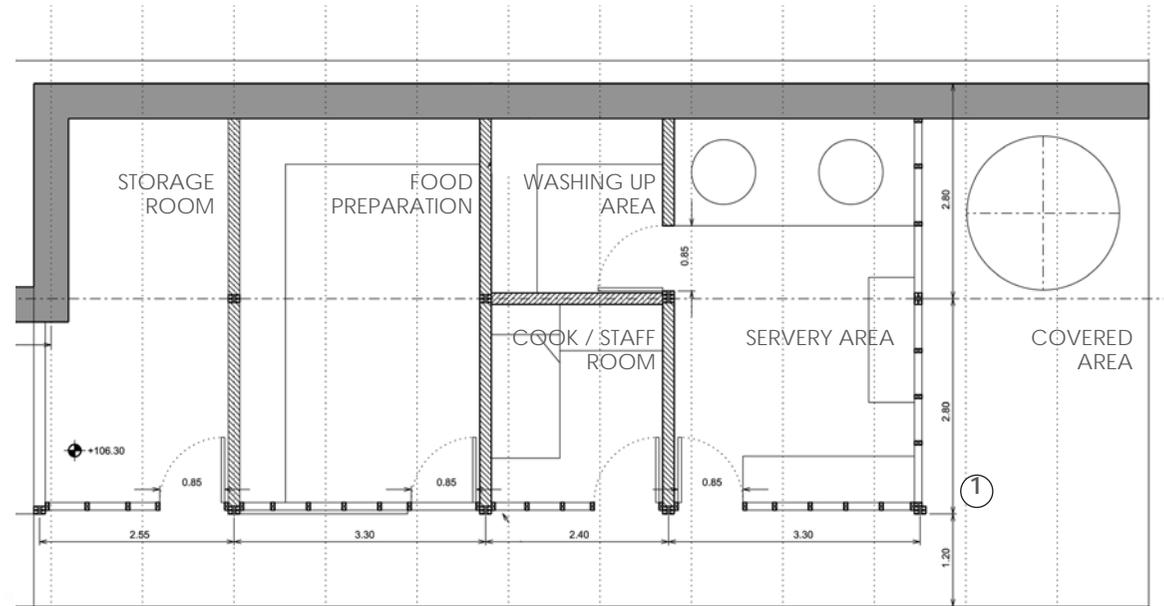 STORAGE
ROOM
FOOD
PREPARATION
WASHING UP
AREA
2.80
0.85
COOK / STAFF
ROOM
SERVERY AREA
COVERED
AREA
2.80
+106.30
0.85
0.85
0.85
1
2.55
3.30
2.40
3.30
1.20